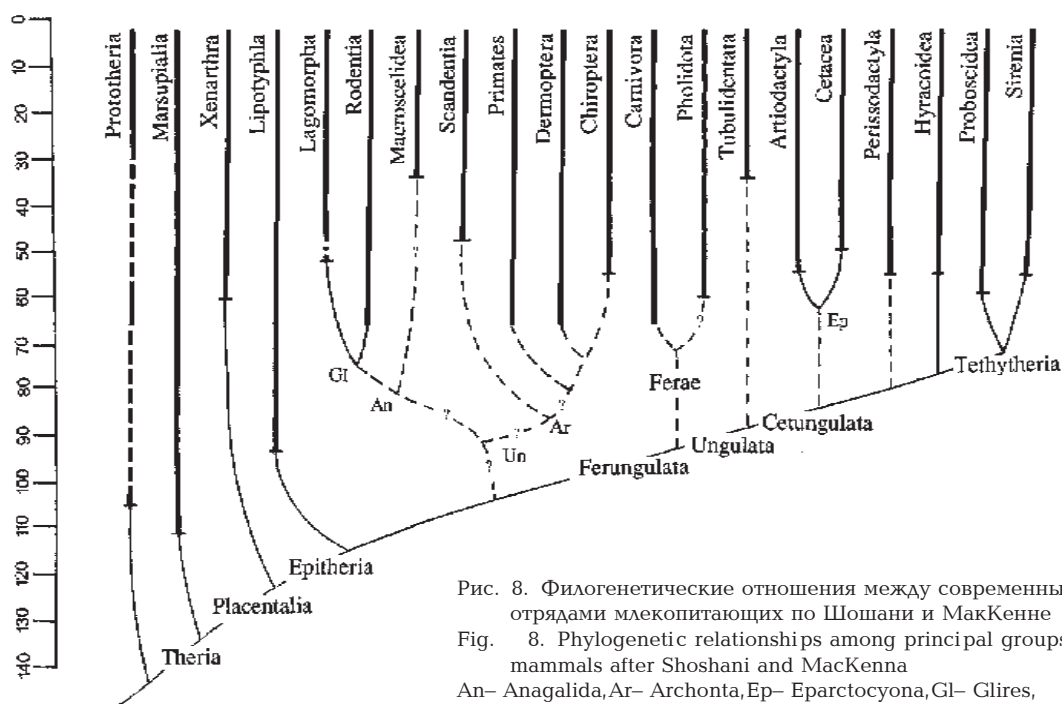 0
10
20
30
40
50
60
70
80
90
100
110
120
130
140
Prototheria
Marsupialia
Xenarthra
Lipotyphla
Lagomorpha
Rodentia
Macroscelidea
Scandentia
Primates
Dermoptera
Chiroptera
Carnivora
Pholidota
Tubulidentata
Artiodactyla
Cetacea
Perissodactyla
Hyracoidea
Proboscidea
Sirenia
?
Ep
Gl
Ferae
Tethytheria
An
?
?
?
Ar
Cetungulata
Un
?
Ungulata
Ferungulata
Epitheria
Placentalia
Theria
Рис. 8. Филогенетические отношения между современны
отрядами млекопитающих по Шошани и МакКенне
Fig. 8. Phylogenetic relationships among principal groups
mammals after Shoshani and MacKenna
An– Anagalida,Ar– Archonta,Ep– Eparctocyona,Gl– Glires,